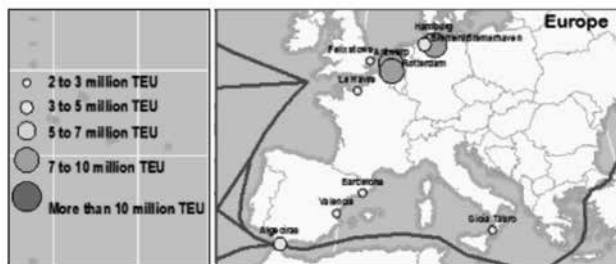 2 to 3 million TEU
3 to 5 million TEU
5 to 7 million TEU
7 to 10 million TEU
More than 10 million TEU
Europe
Hamburg
Bremen/Bremerhaven
Felixstowe
Antwerp
Rotterdam
Le Havre
Barcelona
Valencia
Algeciras
Gioia Tauro